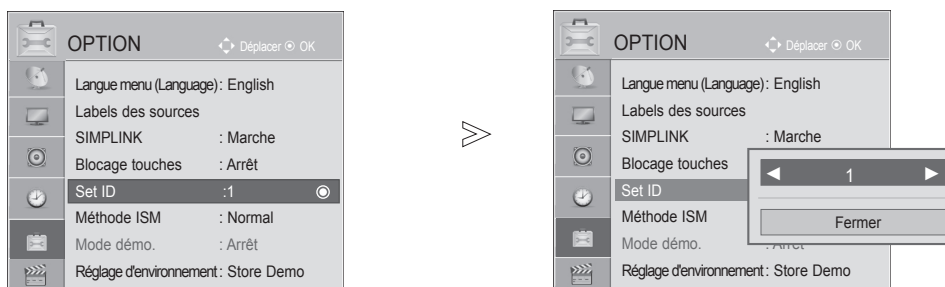 OPTION Déplacer OK
Langue menu (Language) : English
Labels des sources
SIMPLINK : Marche
Blocage touches : Arrêt
Set ID :1
Méthode ISM : Normal
Mode démo. : Arrêt
Réglage d'environnement : Store Demo
OPTION Déplacer OK
Langue menu (Language) : English
Labels des sources
SIMPLINK : Marche
Blocage touches
Set ID
◄ 1 ►
Méthode ISM
Fermer
Mode démo. : Arrêt
Réglage d'environnement : Store Demo